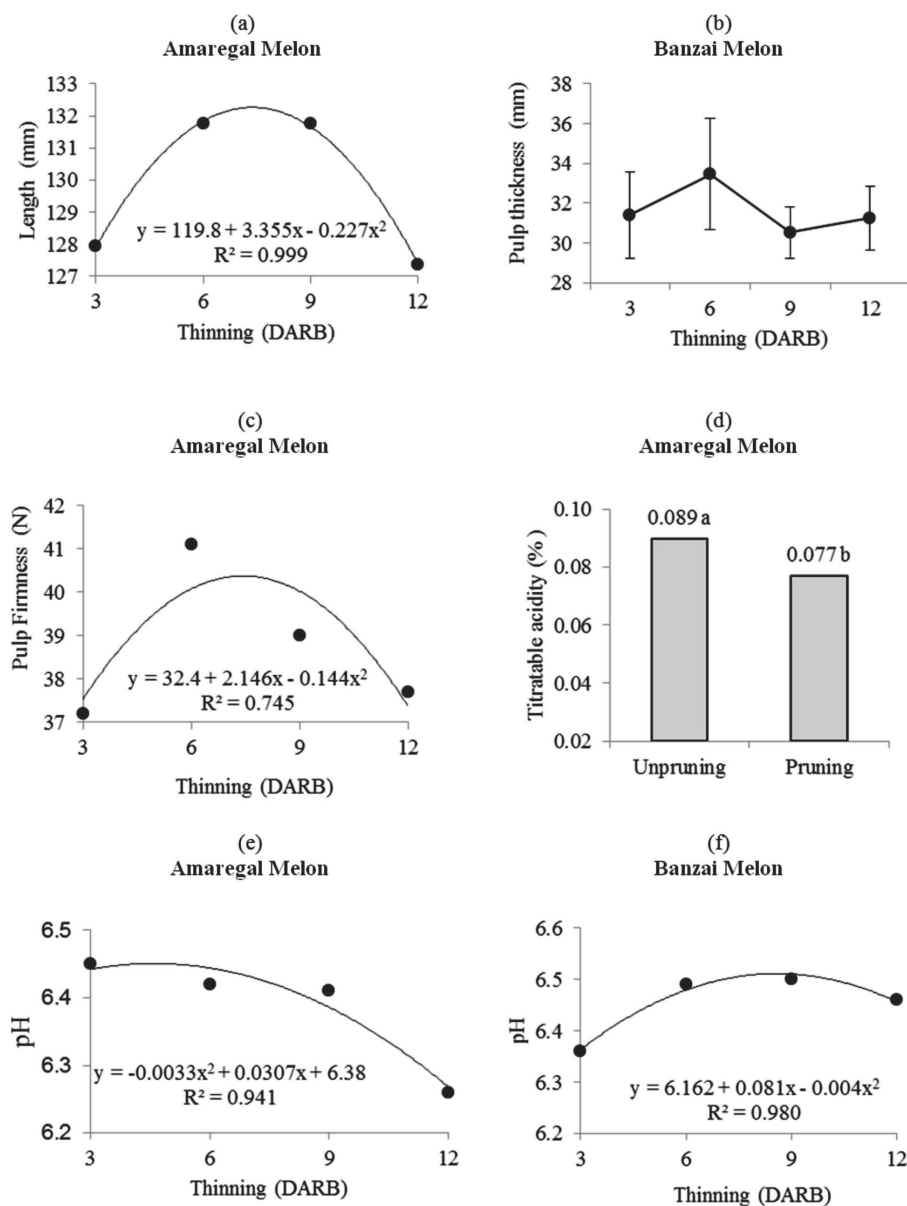 (a)
Amaregal Melon
Length (mm)
133
132
131
130
129
128
127
y = 119.8 + 3.355x - 0.227x²
R² = 0.999
3 6 9 12
Thinning (DARB)
(b)
Banzai Melon
Pulp thickness (mm)
38
36
34
32
30
28
3 6 9 12
Thinning (DARB)
(c)
Amaregal Melon
Pulp Firmness (N)
42
41
40
39
38
37
y = 32.4 + 2.146x - 0.144x²
R² = 0.745
3 6 9 12
Thinning (DARB)
(d)
Amaregal Melon
Titratable acidity (%)
0.10
0.08
0.06
0.04
0.02
0.089 a
0.077 b
Unpruning Pruning
(e)
Amaregal Melon
pH
6.5
6.4
6.3
6.2
y = -0.0033x² + 0.0307x + 6.38
R² = 0.941
3 6 9 12
Thinning (DARB)
(f)
Banzai Melon
pH
6.6
6.5
6.4
6.3
6.2
y = 6.162 + 0.081x - 0.004x²
R² = 0.980
3 6 9 12
Thinning (DARB)